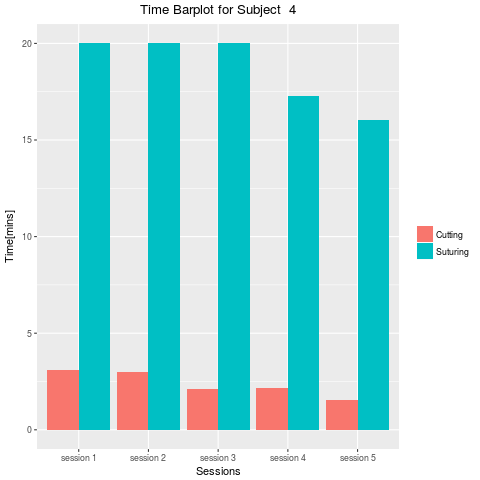 Time Barplot for Subject  4
20
15
10
5
0
Time[mins]
session 1
session 2
session 3
session 4
session 5
Sessions
Cutting
Suturing